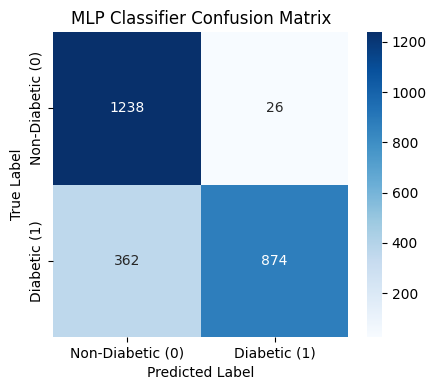 MLP Classifier Confusion Matrix
True Label
Non-Diabetic (0)
Diabetic (1)
1238
26
362
874
Non-Diabetic (0)
Diabetic (1)
Predicted Label
1200
1000
800
600
400
200